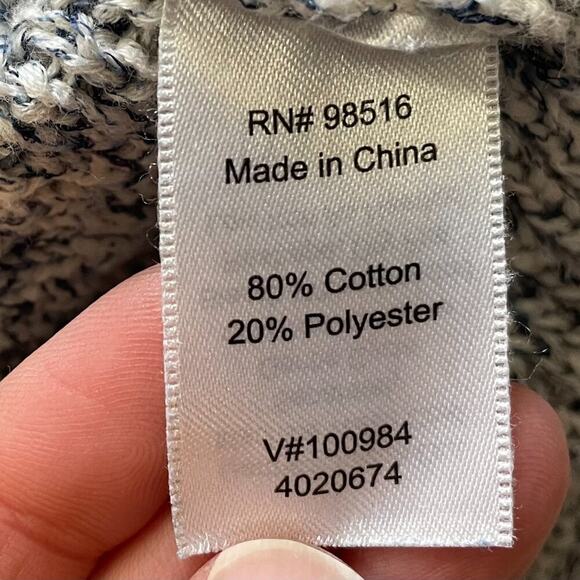 RN# 98516
Made in China
80% Cotton
20% Polyester
V#100984
4020674